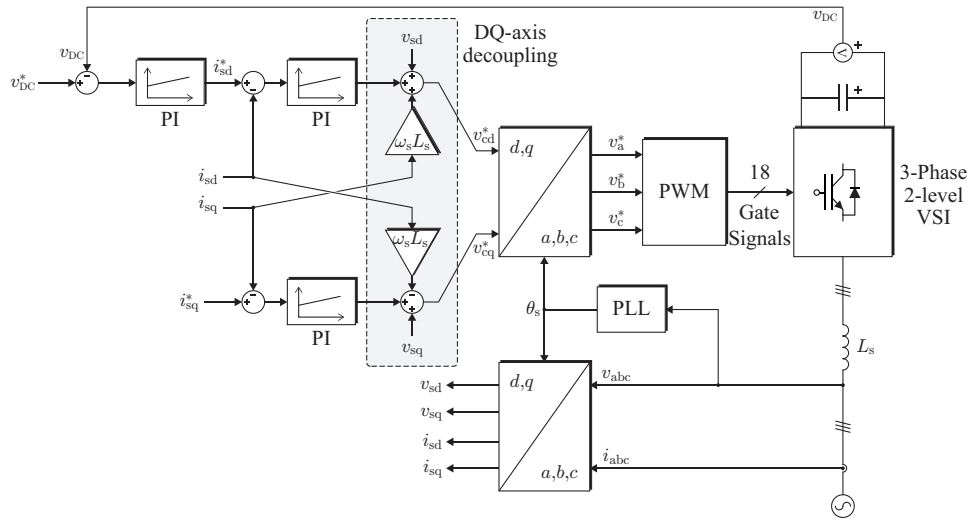 v_DC
v_DC
v*_DC
i*_sd
PI
PI
v_sd
DQ-axis
decoupling
ω_s L_s
v*_cd
i_sd
i_sq
ω_s L_s
v*_cq
i*_sq
PI
v_sq
d,q
a,b,c
v*_a
v*_b
v*_c
PWM
18
Gate
Signals
V
3-Phase
2-level
VSI
θ_s
PLL
L_s
v_sd
v_sq
i_sd
i_sq
d,q
a,b,c
v_abc
i_abc